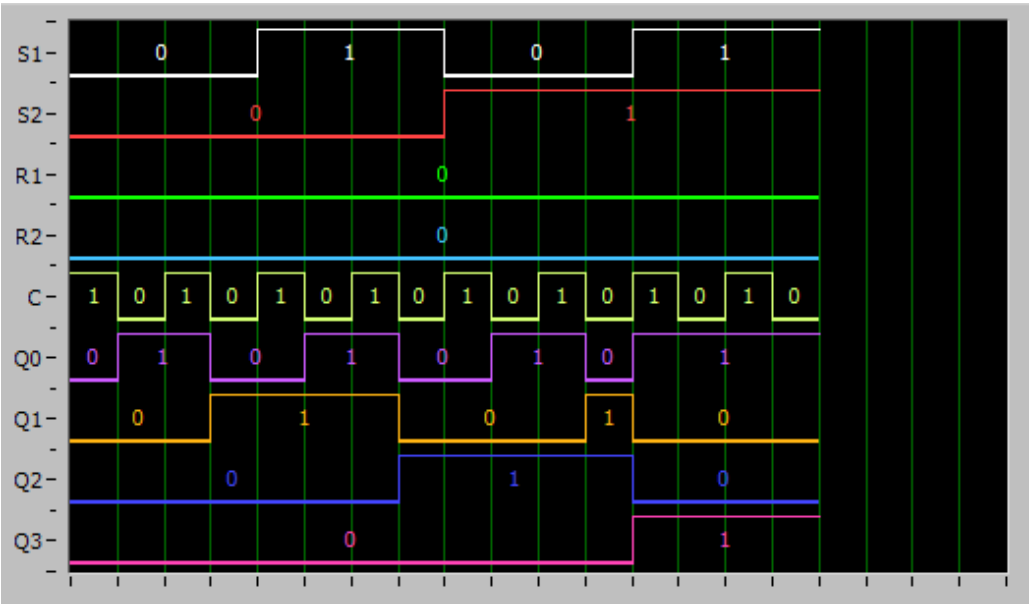 S1 0 1 0 1
S2 0 1
R1 0
R2 0
C 1 0 1 0 1 0 1 0 1 0 1 0 1 0 1 0
Q0 0 1 0 1 0 1 0 1
Q1 0 1 0 1 0
Q2 0 1 0
Q3 0 1